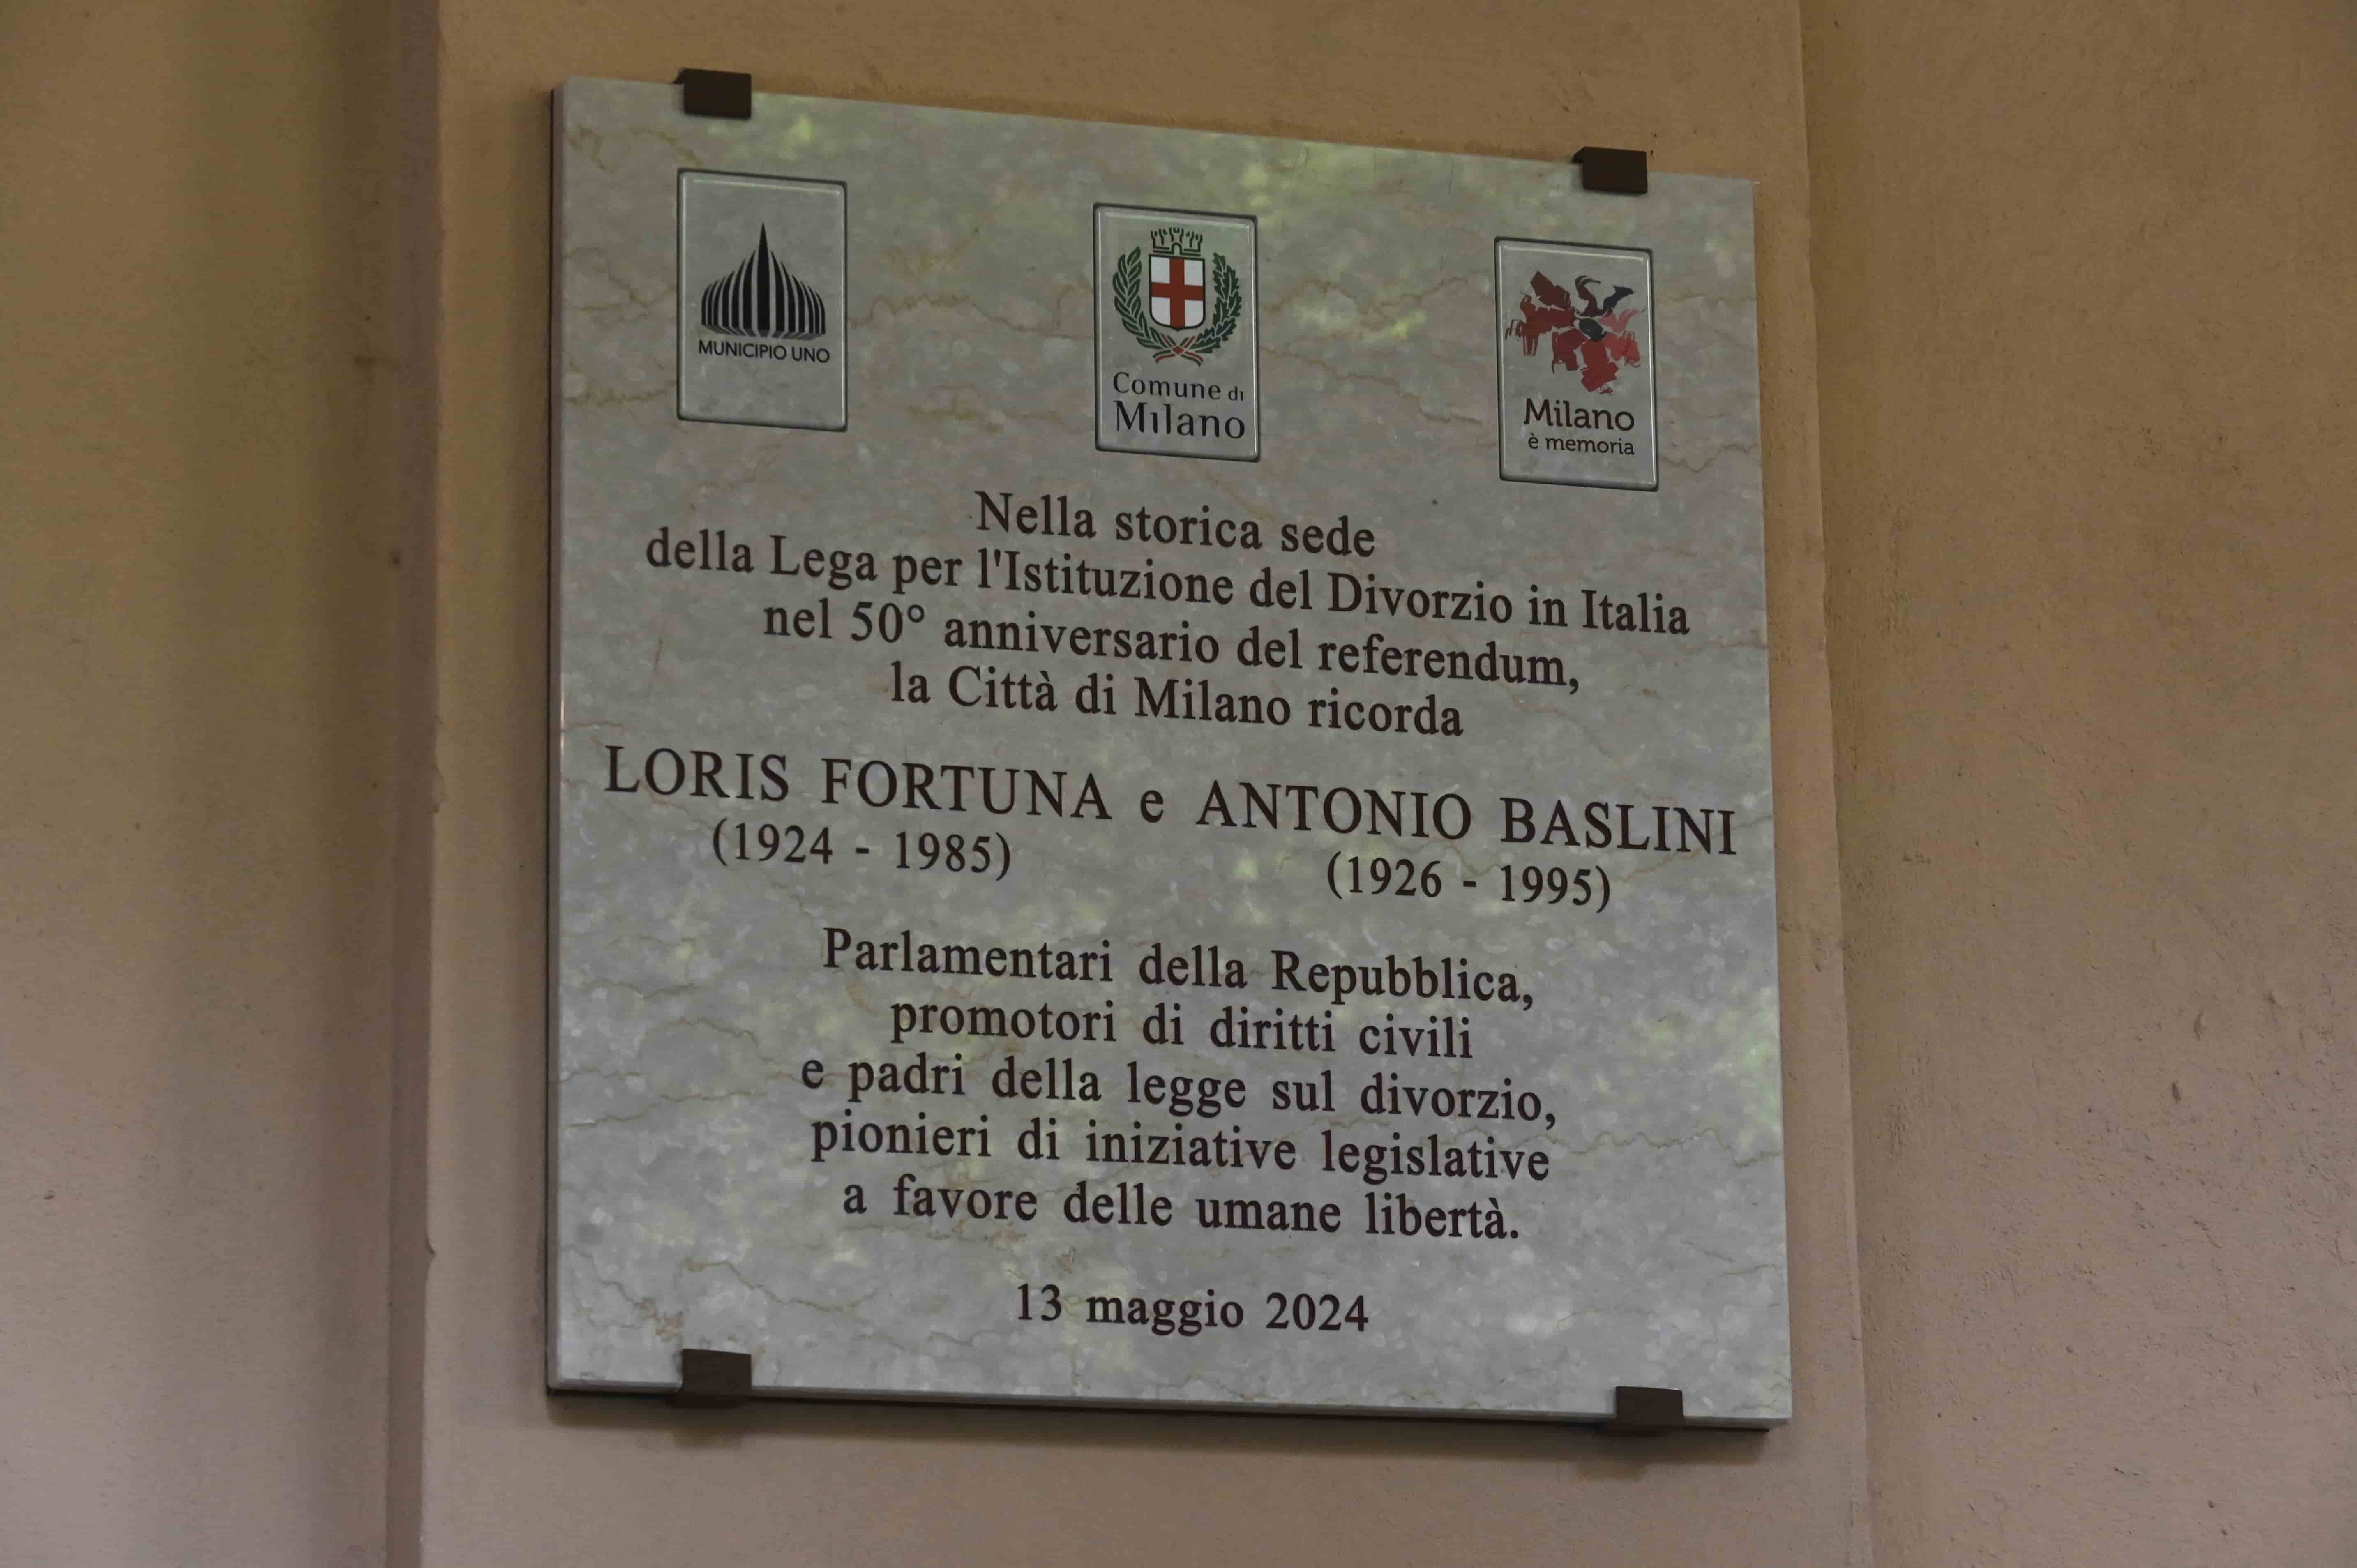 MUNICIPIO UNO
Comune di
Milano
Milano
è memoria
Nella storica sede
della Lega per l'Istituzione del Divorzio in Italia
nel 50° anniversario del referendum,
la Città di Milano ricorda
LORIS FORTUNA e ANTONIO BASLINI
(1924 - 1985) (1926 - 1995)
Parlamentari della Repubblica,
promotori di diritti civili
e padri della legge sul divorzio,
pionieri di iniziative legislative
a favore delle umane libertà.
13 maggio 2024